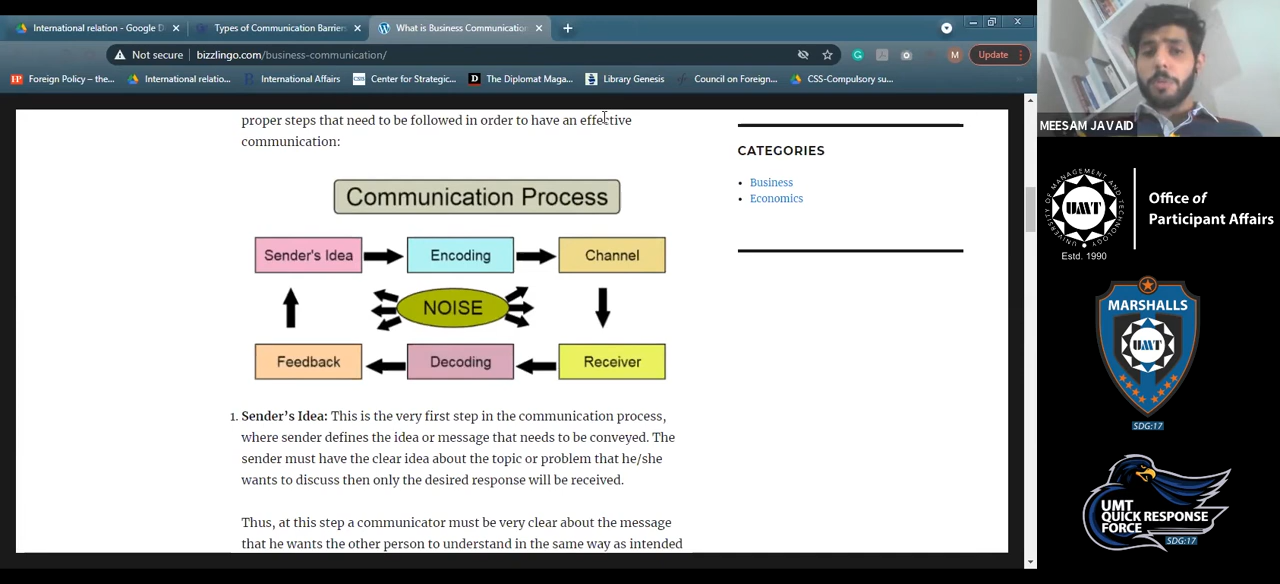 International relation - Google D
Types of Communication Barrier
What is Business Communication
Not secure
bizzlingo.com/business-communication/
M
Update
Foreign Policy – the...
International relatio...
International Affairs
Center for Strategic...
The Diplomat Maga...
Library Genesis
Council on Foreign...
CSS-Compulsory su...
proper steps that need to be followed in order to have an effective
communication:
Communication Process
Sender's Idea
Encoding
Channel
NOISE
Feedback
Decoding
Receiver
1. Sender's Idea: This is the very first step in the communication process,
where sender defines the idea or message that needs to be conveyed. The
sender must have the clear idea about the topic or problem that he/she
wants to discuss then only the desired response will be received.
Thus, at this step a communicator must be very clear about the message
that he wants the other person to understand in the same way as intended
CATEGORIES
Business
Economics
MEESAM JAVAID
UNIVERSITY OF MANAGEMENT AND TECHNOLOGY
UMT
Estd. 1990
Office of
Participant Affairs
MARSHALLS
UMT
SDG:17
UMT
QUICK RESPONSE
FORCE
SDG:17